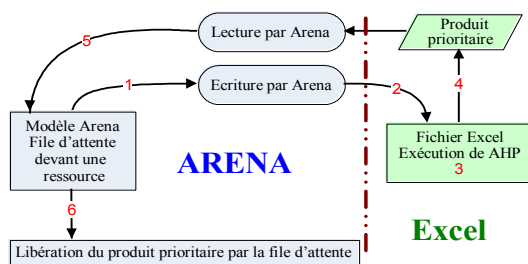 5
Lecture par Arena
Produit
prioritaire
1
Ecriture par Arena
2
4
Modèle Arena
File d'attente
devant une
ressource
ARENA
Fichier Excel
Exécution de AHP
3
6
Excel
Libération du produit prioritaire par la file d'attente